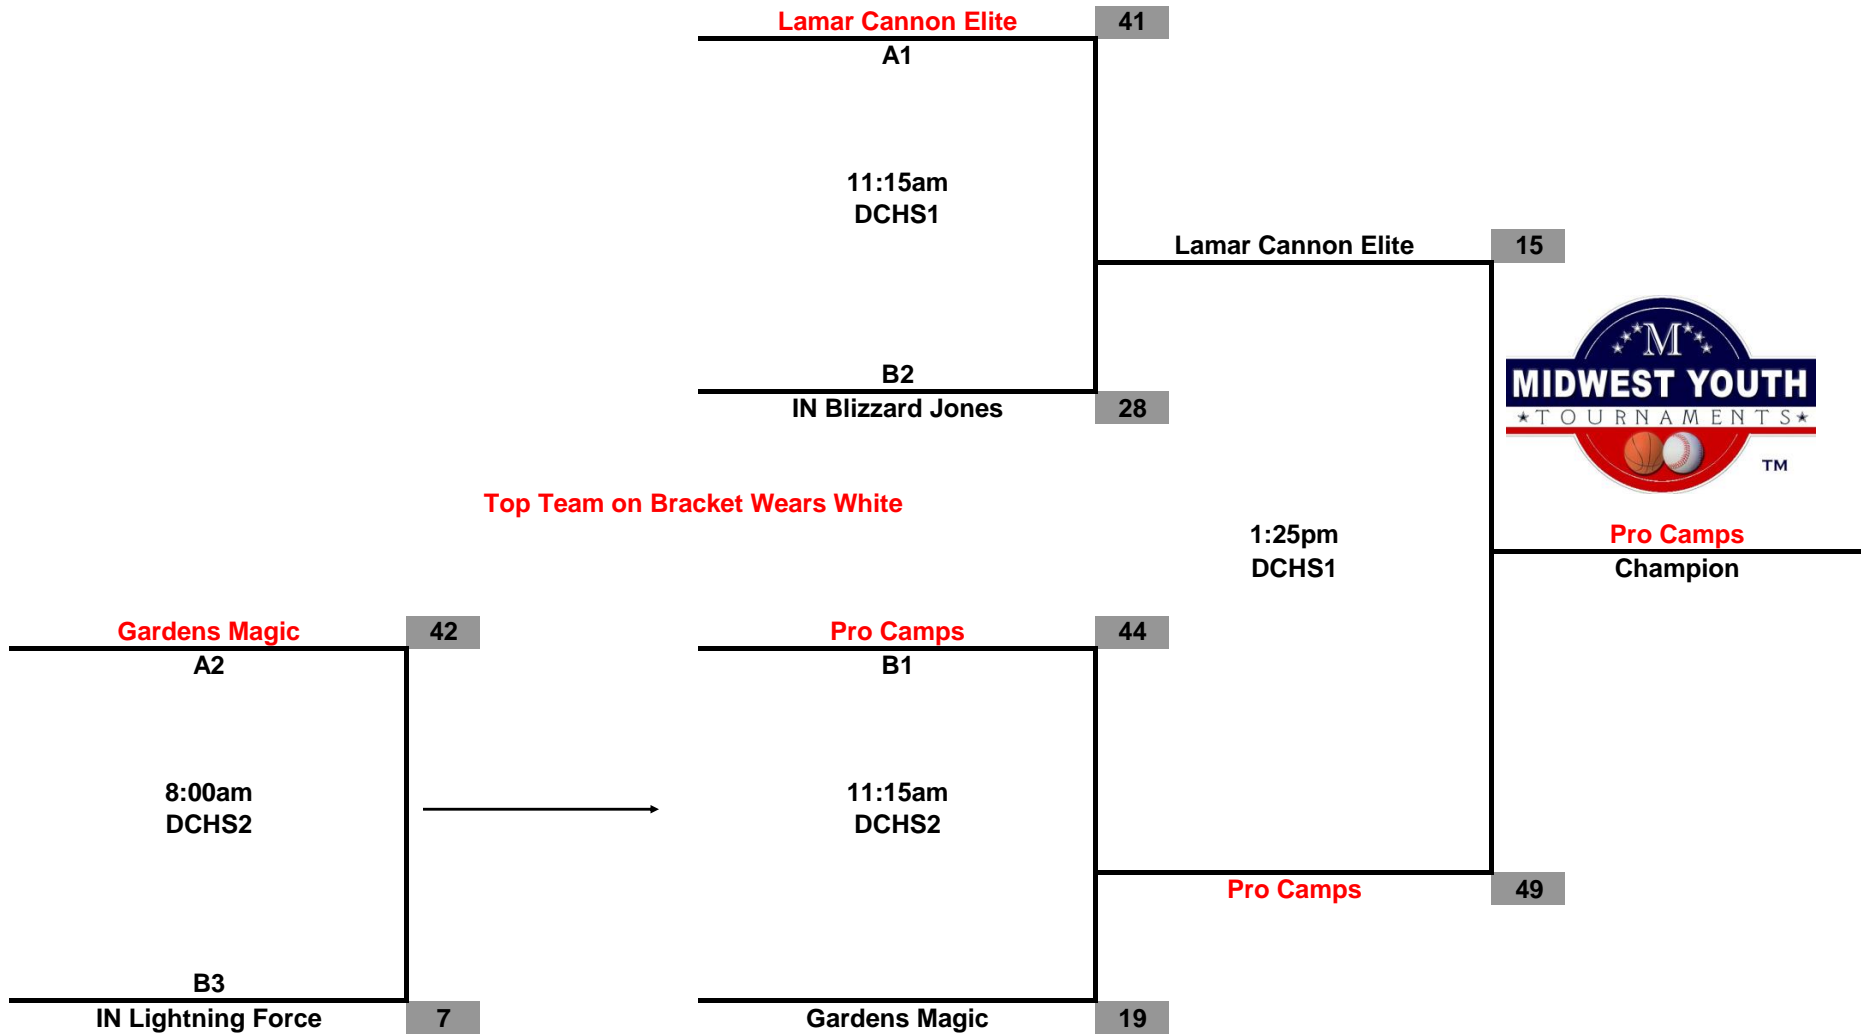 Lamar Cannon Elite 41
A1
11:15am
DCHS1
Lamar Cannon Elite 15
B2
IN Blizzard Jones 28
M
MIDWEST YOUTH
TOURNAMENTS
TM
Top Team on Bracket Wears White
1:25pm
DCHS1
Pro Camps
Champion
Gardens Magic 42
A2
8:00am
DCHS2
B3
IN Lightning Force 7
Pro Camps 44
B1
11:15am
DCHS2
Pro Camps 49
Gardens Magic 19